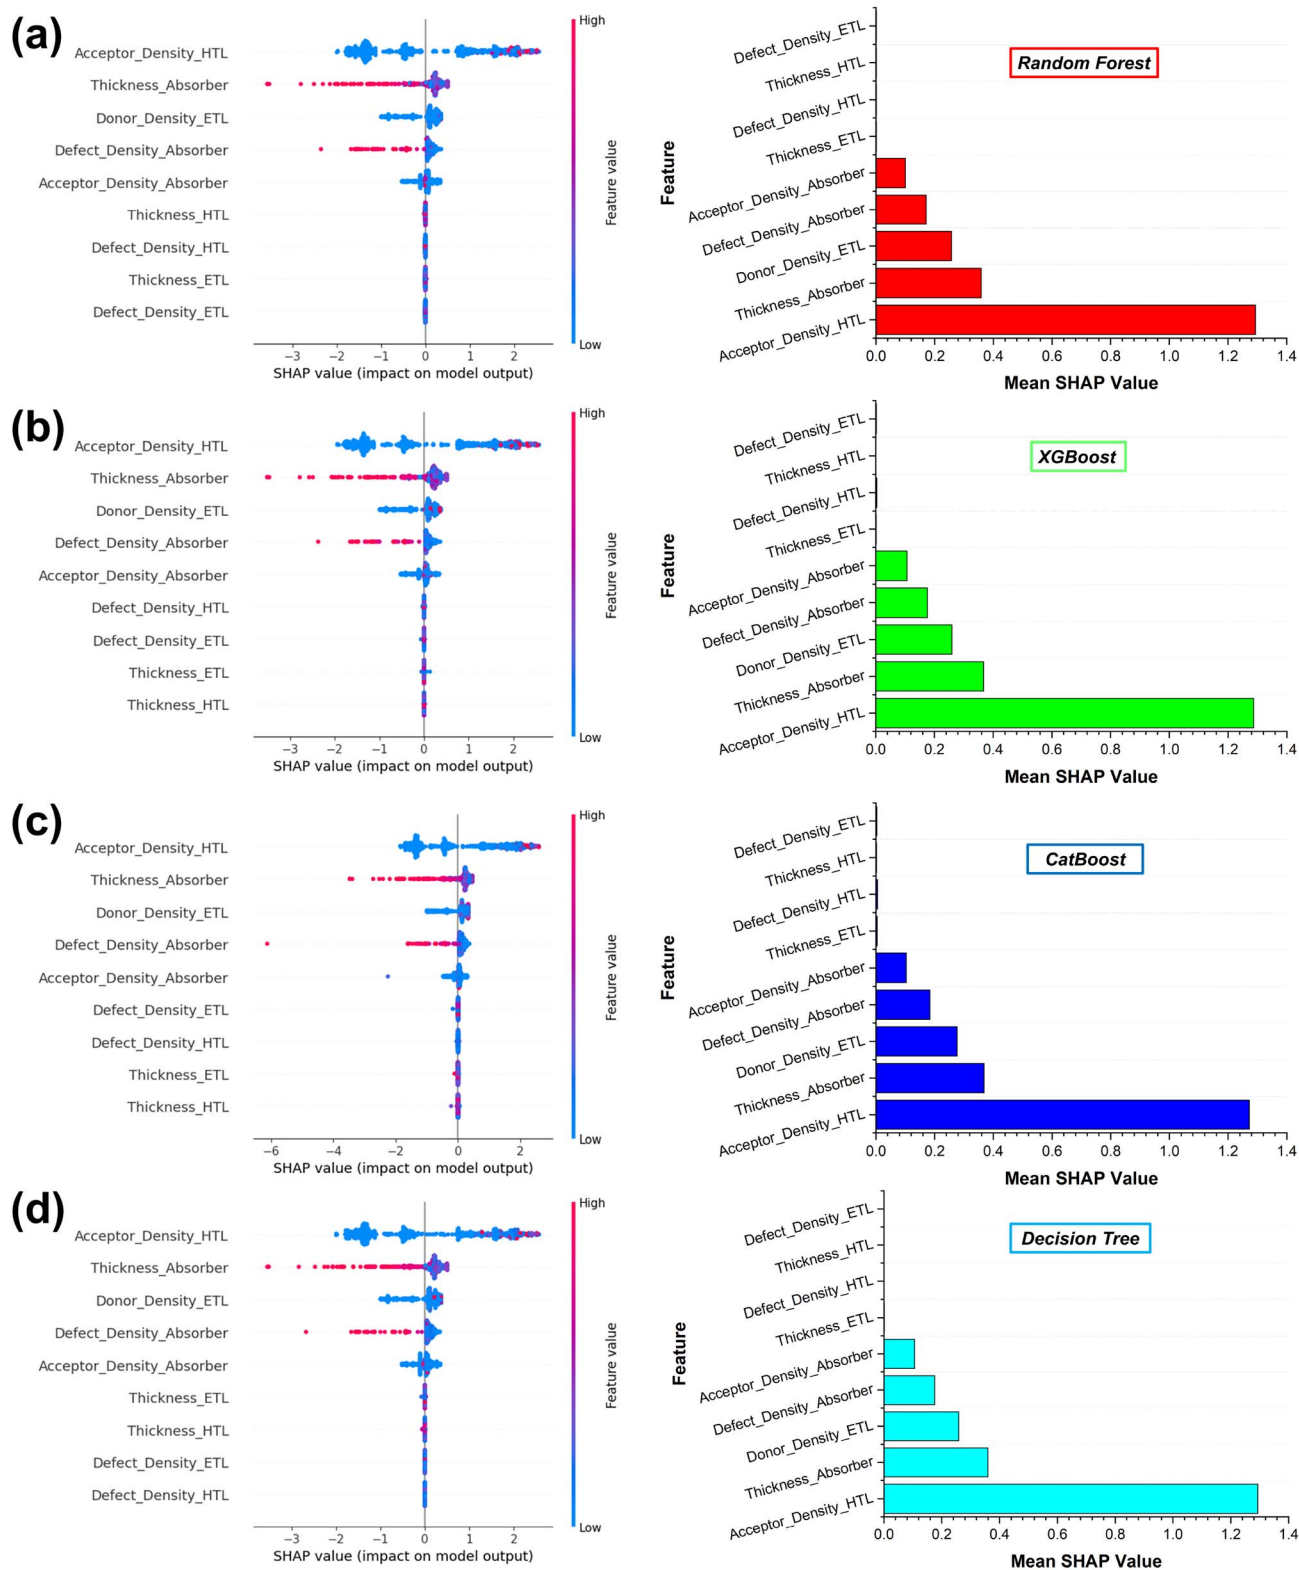 (a)
Acceptor_Density_HTL
Thickness_Absorber
Donor_Density_ETL
Defect_Density_Absorber
Acceptor_Density_Absorber
Thickness_HTL
Defect_Density_HTL
Thickness_ETL
Defect_Density_ETL
−3 −2 −1 0 1 2
SHAP value (impact on model output)
High
Feature value
Low
Random Forest
Feature
Defect_Density_ETL
Thickness_HTL
Defect_Density_HTL
Thickness_ETL
Acceptor_Density_Absorber
Defect_Density_Absorber
Donor_Density_ETL
Thickness_Absorber
Acceptor_Density_HTL
0.0 0.2 0.4 0.6 0.8 1.0 1.2 1.4
Mean SHAP Value
(b)
Acceptor_Density_HTL
Thickness_Absorber
Donor_Density_ETL
Defect_Density_Absorber
Acceptor_Density_Absorber
Defect_Density_HTL
Defect_Density_ETL
Thickness_ETL
Thickness_HTL
−3 −2 −1 0 1 2
SHAP value (impact on model output)
High
Feature value
Low
XGBoost
Feature
Defect_Density_ETL
Thickness_HTL
Defect_Density_HTL
Thickness_ETL
Acceptor_Density_Absorber
Defect_Density_Absorber
Donor_Density_ETL
Thickness_Absorber
Acceptor_Density_HTL
0.0 0.2 0.4 0.6 0.8 1.0 1.2 1.4
Mean SHAP Value
(c)
Acceptor_Density_HTL
Thickness_Absorber
Donor_Density_ETL
Defect_Density_Absorber
Acceptor_Density_Absorber
Defect_Density_ETL
Defect_Density_HTL
Thickness_ETL
Thickness_HTL
−6 −4 −2 0 2
SHAP value (impact on model output)
High
Feature value
Low
CatBoost
Feature
Defect_Density_ETL
Thickness_HTL
Defect_Density_HTL
Thickness_ETL
Acceptor_Density_Absorber
Defect_Density_Absorber
Donor_Density_ETL
Thickness_Absorber
Acceptor_Density_HTL
0.0 0.2 0.4 0.6 0.8 1.0 1.2 1.4
Mean SHAP Value
(d)
Acceptor_Density_HTL
Thickness_Absorber
Donor_Density_ETL
Defect_Density_Absorber
Acceptor_Density_Absorber
Thickness_ETL
Thickness_HTL
Defect_Density_ETL
Defect_Density_HTL
−3 −2 −1 0 1 2
SHAP value (impact on model output)
High
Feature value
Low
Decision Tree
Feature
Defect_Density_ETL
Thickness_HTL
Defect_Density_HTL
Thickness_ETL
Acceptor_Density_Absorber
Defect_Density_Absorber
Donor_Density_ETL
Thickness_Absorber
Acceptor_Density_HTL
0.0 0.2 0.4 0.6 0.8 1.0 1.2 1.4
Mean SHAP Value